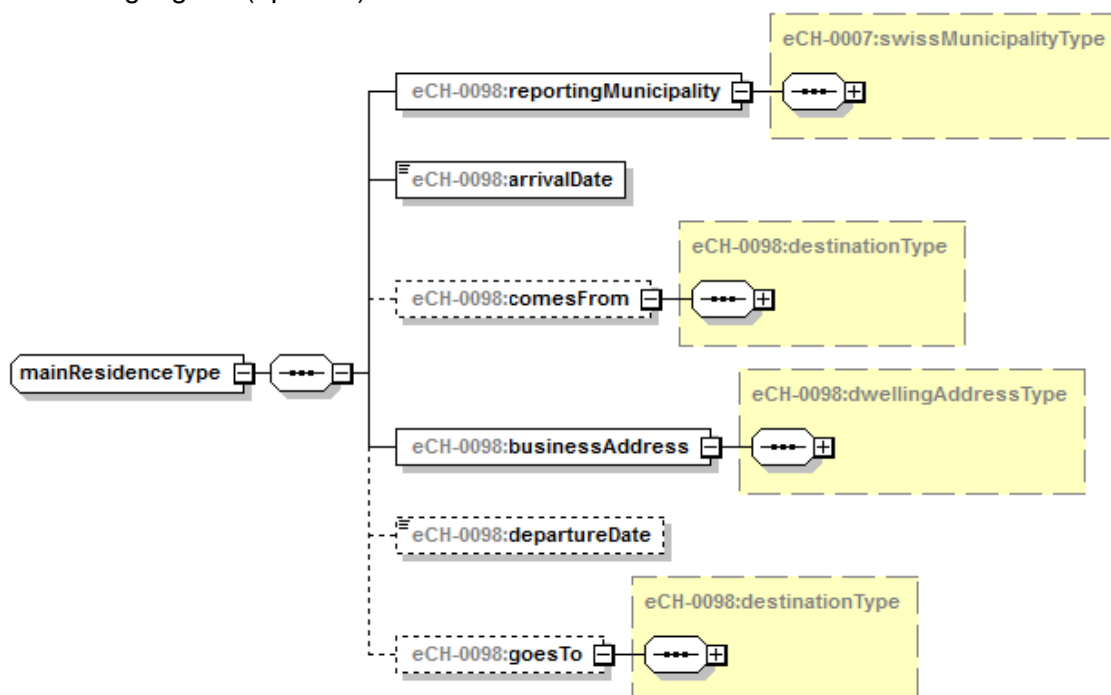 eCH-0007:swissMunicipalityType
eCH-0098:reportingMunicipality
eCH-0098:arrivalDate
eCH-0098:destinationType
eCH-0098:comesFrom
mainResidenceType
eCH-0098:dwellingAddressType
eCH-0098:businessAddress
eCH-0098:departureDate
eCH-0098:destinationType
eCH-0098:goesTo